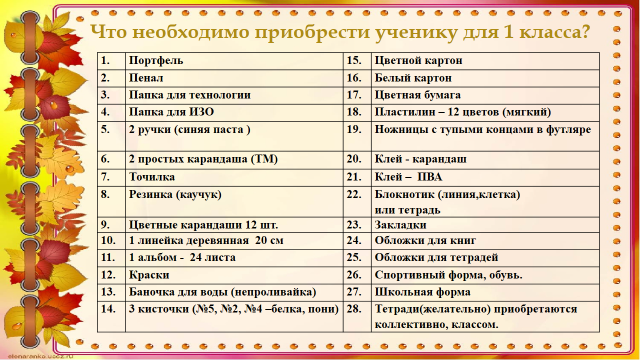 Что необходимо приобрести ученику для 1 класса?
1. Портфель
2. Пенал
3. Папка для технологии
4. Папка для ИЗО
5. 2 ручки (синяя паста )
6. 2 простых карандаша (ТМ)
7. Точилка
8. Резинка (каучук)
9. Цветные карандаши 12 шт.
10. 1 линейка деревянная 20 см
11. 1 альбом - 24 листа
12. Краски
13. Баночка для воды (непроливайка)
14. 3 кисточки (№5, №2, №4 –белка, пони)
15. Цветной картон
16. Белый картон
17. Цветная бумага
18. Пластилин – 12 цветов (мягкий)
19. Ножницы с тупыми концами в футляре
20. Клей - карандаш
21. Клей – ПВА
22. Блокнотик (линия,клетка)
или тетрадь
23. Закладки
24. Обложки для книг
25. Обложки для тетрадей
26. Спортивный форма, обувь.
27. Школьная форма
28. Тетради(желательно) приобретаются
коллективно, классом.
elenaranko.ucoz.ru